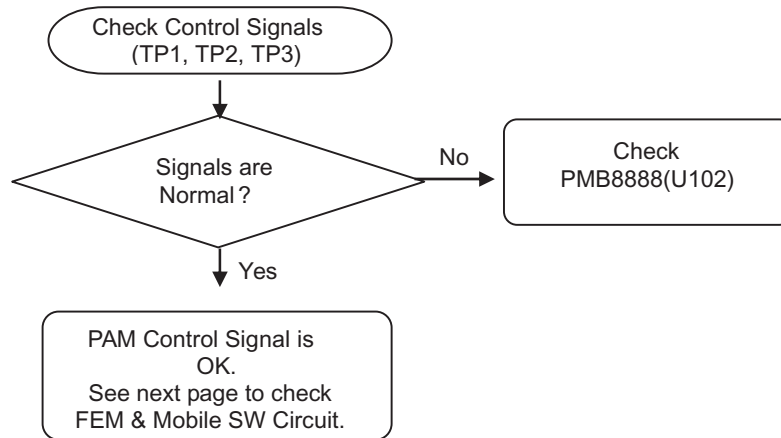 Check Control Signals
(TP1, TP2, TP3)
Signals are
Normal?
No
Check
PMB8888(U102)
Yes
PAM Control Signal is
OK.
See next page to check
FEM & Mobile SW Circuit.